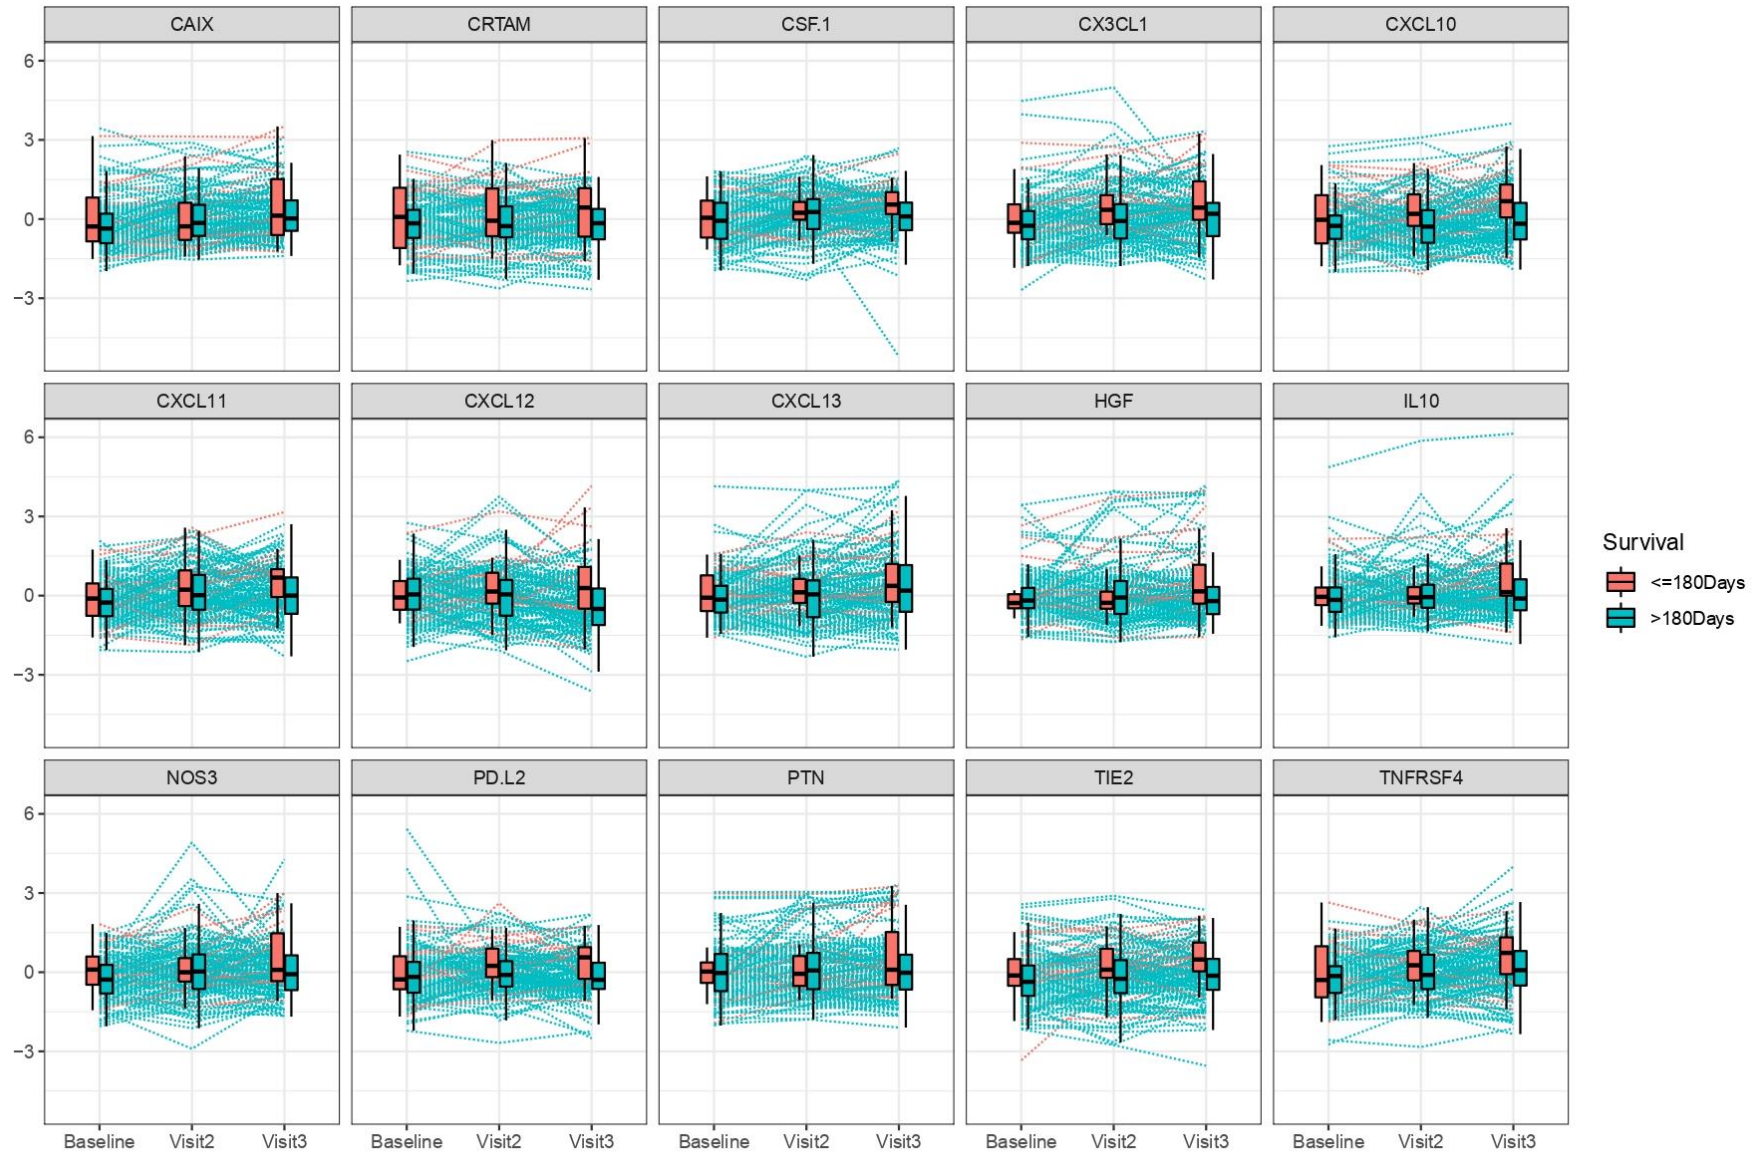 CAIX CRTAM CSF.1 CX3CL1 CXCL10
6
3
0
−3
CXCL11 CXCL12 CXCL13 HGF IL10
6
3
0
−3
Survival
<=180Days
>180Days
NOS3 PD.L2 PTN TIE2 TNFRSF4
6
3
0
−3
Baseline Visit2 Visit3 Baseline Visit2 Visit3 Baseline Visit2 Visit3 Baseline Visit2 Visit3 Baseline Visit2 Visit3